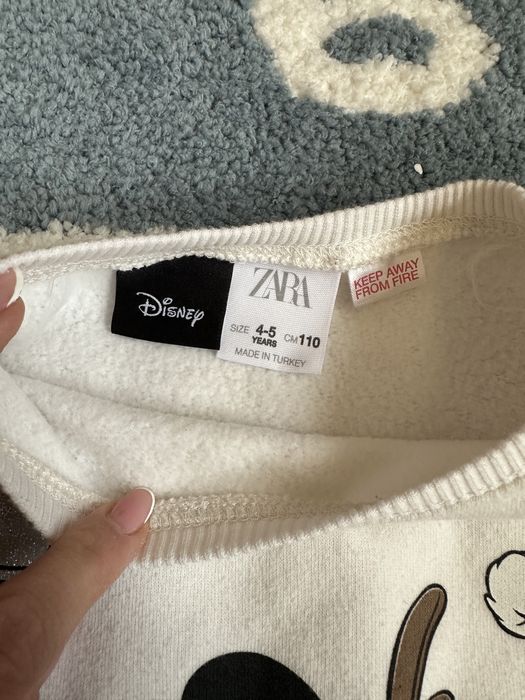 Disney
ZARA
SIZE 4-5 YEARS CM 110
MADE IN TURKEY
KEEP AWAY
FROM FIRE